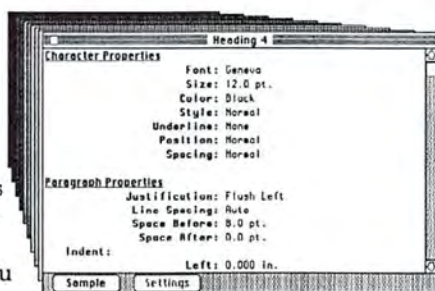 Heading 4
Character Properties
Font: Geneva
Size: 12.0 pt.
Color: Black
Style: Normal
Underline: None
Position: Normal
Spacing: Normal
Paragraph Properties
Justification: Flush Left
Line Spacing: Auto
Space Before: 8.0 pt.
Space After: 0.0 pt.
Indent:
Left: 0.000 in.
Sample Settings
s
u